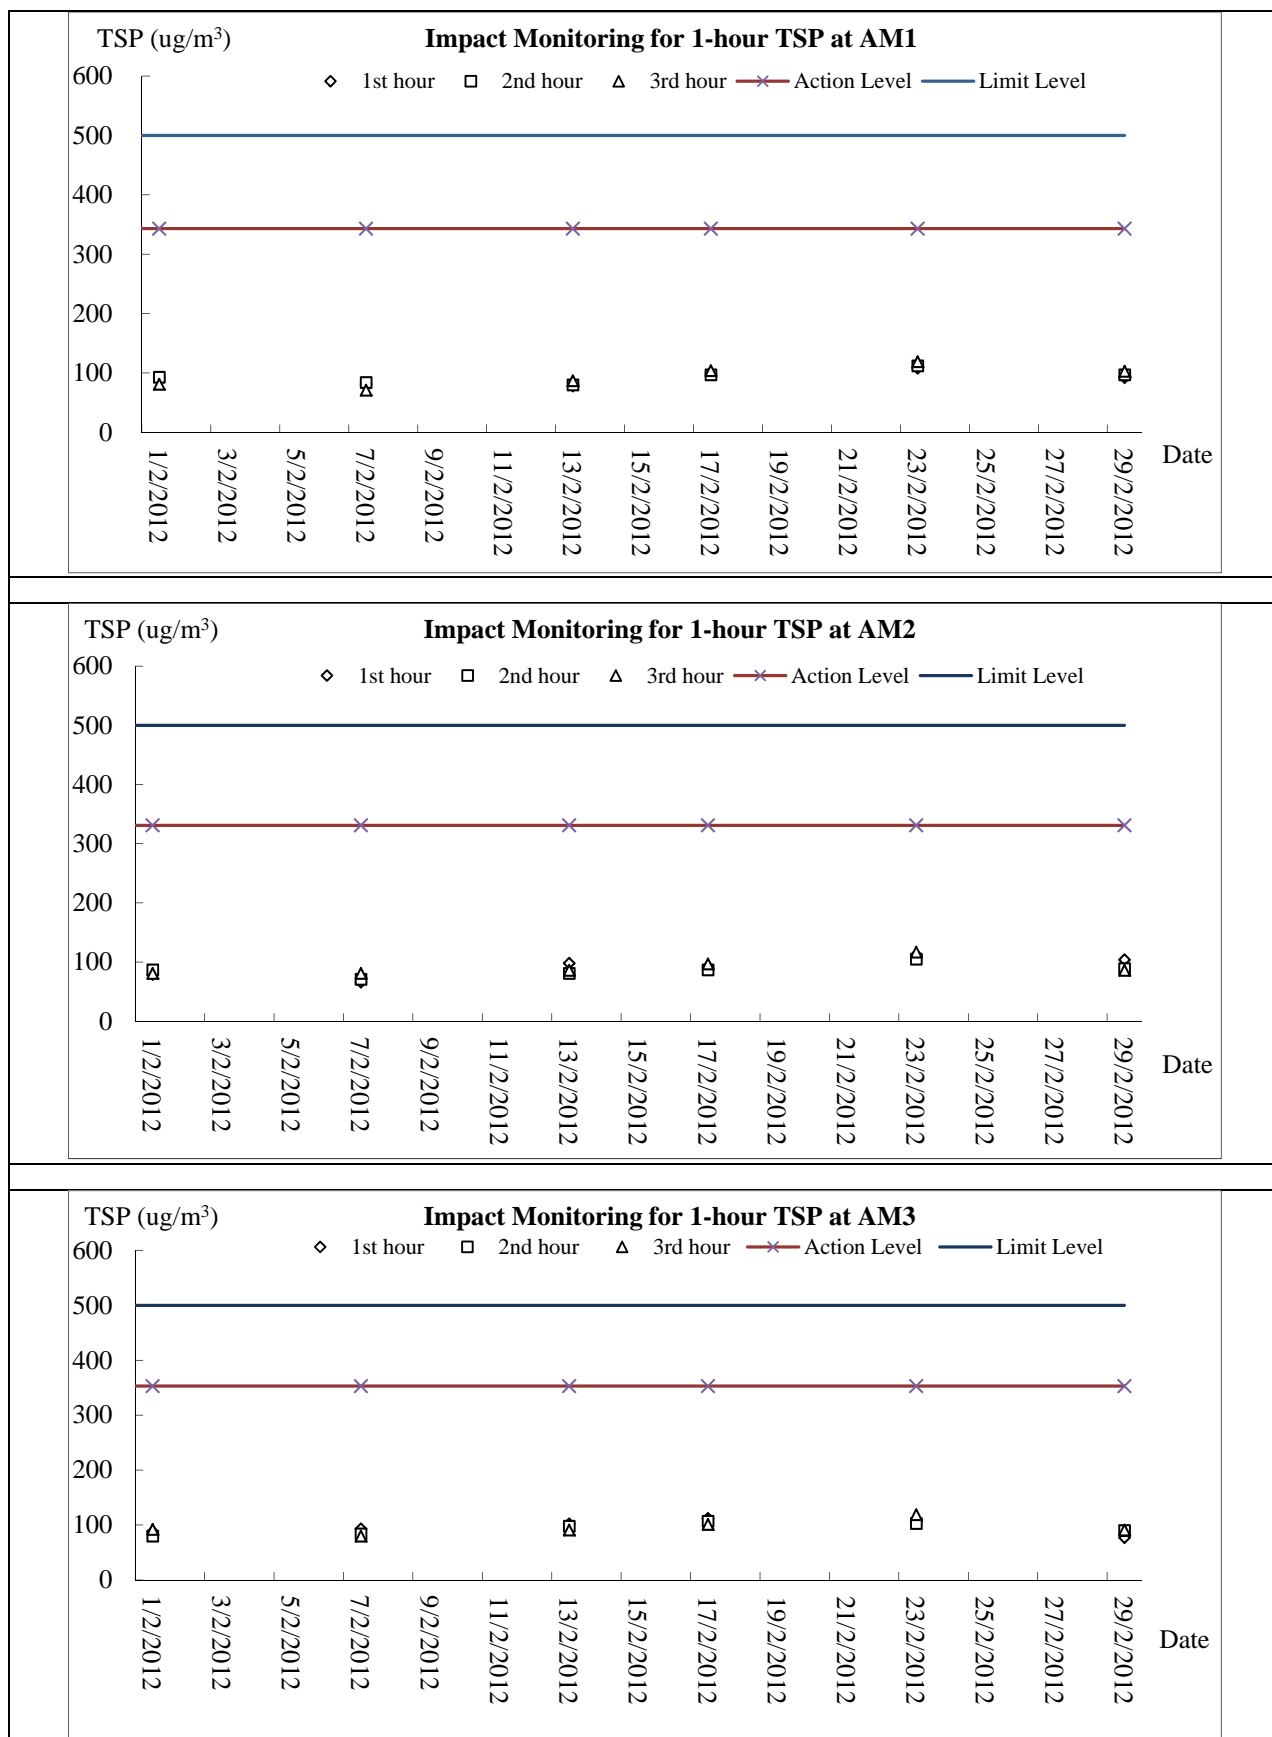 TSP (ug/m³) Impact Monitoring for 1-hour TSP at AM1
600 1st hour 2nd hour 3rd hour Action Level Limit Level
500
400
300
200
100
0
1/2/2012 3/2/2012 5/2/2012 7/2/2012 9/2/2012 11/2/2012 13/2/2012 15/2/2012 17/2/2012 19/2/2012 21/2/2012 23/2/2012 25/2/2012 27/2/2012 29/2/2012 Date
TSP (ug/m³) Impact Monitoring for 1-hour TSP at AM2
600 1st hour 2nd hour 3rd hour Action Level Limit Level
500
400
300
200
100
0
1/2/2012 3/2/2012 5/2/2012 7/2/2012 9/2/2012 11/2/2012 13/2/2012 15/2/2012 17/2/2012 19/2/2012 21/2/2012 23/2/2012 25/2/2012 27/2/2012 29/2/2012 Date
TSP (ug/m³) Impact Monitoring for 1-hour TSP at AM3
600 1st hour 2nd hour 3rd hour Action Level Limit Level
500
400
300
200
100
0
1/2/2012 3/2/2012 5/2/2012 7/2/2012 9/2/2012 11/2/2012 13/2/2012 15/2/2012 17/2/2012 19/2/2012 21/2/2012 23/2/2012 25/2/2012 27/2/2012 29/2/2012 Date